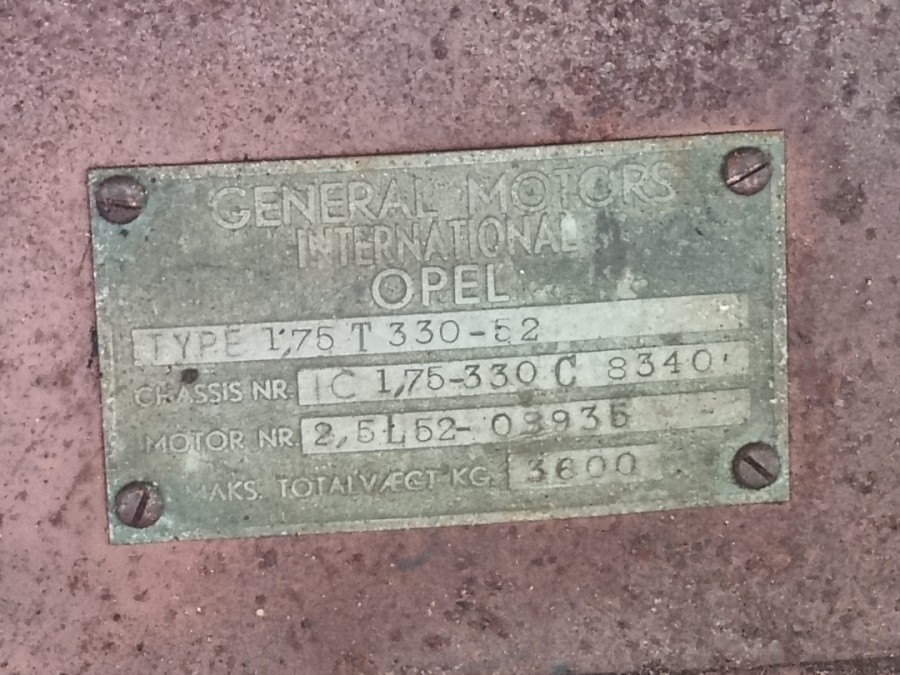 GENERAL MOTORS
INTERNATIONAL
OPEL
TYPE 1,75 T 330-52
CHASSIS NR. IC 1,75-330 C 8340
MOTOR NR. 2,5L52-
MAKS. TOTALVÆGT KG. 3600